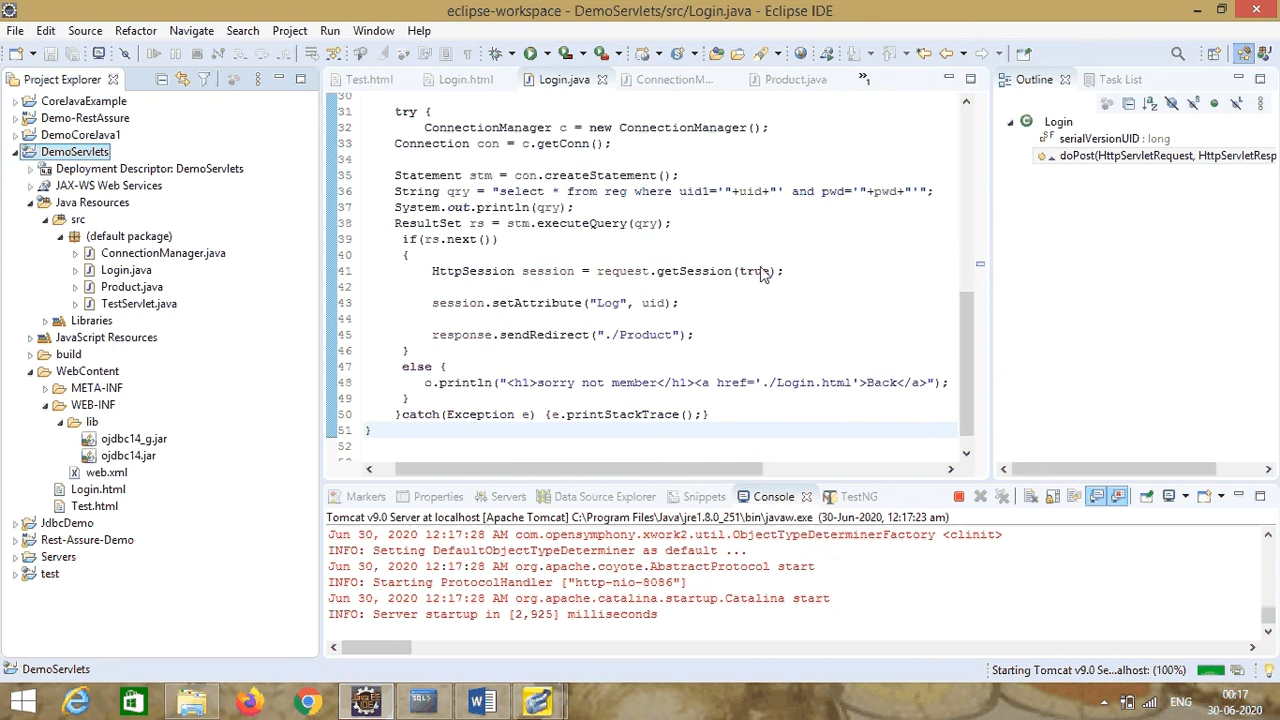 eclipse-workspace - DemoServlets/src/Login.java - Eclipse IDE
File Edit Source Refactor Navigate Search Project Run Window Help
Project Explorer
CoreJavaExample
Demo-RestAssure
DemoCoreJava1
DemoServlets
Deployment Descriptor: DemoServlets
JAX-WS Web Services
Java Resources
src
(default package)
ConnectionManager.java
Login.java
Product.java
TestServlet.java
Libraries
JavaScript Resources
build
WebContent
META-INF
WEB-INF
lib
ojdbc14_g.jar
ojdbc14.jar
web.xml
Login.html
Test.html
JdbcDemo
Rest-Assure-Demo
Servers
test
Test.html Login.html Login.java ConnectionM... Product.java »1
30
31 try {
32 ConnectionManager c = new ConnectionManager();
33 Connection con = c.getConn();
34
35 Statement stm = con.createStatement();
36 String qry = "select * from reg where uid1='"+uid+"' and pwd='"+pwd+"'";
37 System.out.println(qry);
38 ResultSet rs = stm.executeQuery(qry);
39 if(rs.next())
40 {
41 HttpSession session = request.getSession(true);
42
43 session.setAttribute("Log", uid);
44
45 response.sendRedirect("./Product");
46 }
47 else {
48 o.println("<h1>sorry not member</h1><a href='./Login.html'>Back</a>");
49 }
50 }catch(Exception e) {e.printStackTrace();}
51 }
52
Outline Task List
Login
serialVersionUID : long
doPost(HttpServletRequest, HttpServletResp
Markers Properties Servers Data Source Explorer Snippets Console TestNG
Tomcat v9.0 Server at localhost [Apache Tomcat] C:\Program Files\Java\jre1.8.0_251\bin\javaw.exe (30-Jun-2020, 12:17:23 am)
Jun 30, 2020 12:17:28 AM com.opensymphony.xwork2.util.ObjectTypeDeterminerFactory <clinit>
INFO: Setting DefaultObjectTypeDeterminer as default ...
Jun 30, 2020 12:17:28 AM org.apache.coyote.AbstractProtocol start
INFO: Starting ProtocolHandler ["http-nio-8086"]
Jun 30, 2020 12:17:28 AM org.apache.catalina.startup.Catalina start
INFO: Server startup in [2,925] milliseconds
DemoServlets
Starting Tomcat v9.0 Se...alhost: (100%)
ENG
00:17
30-06-2020